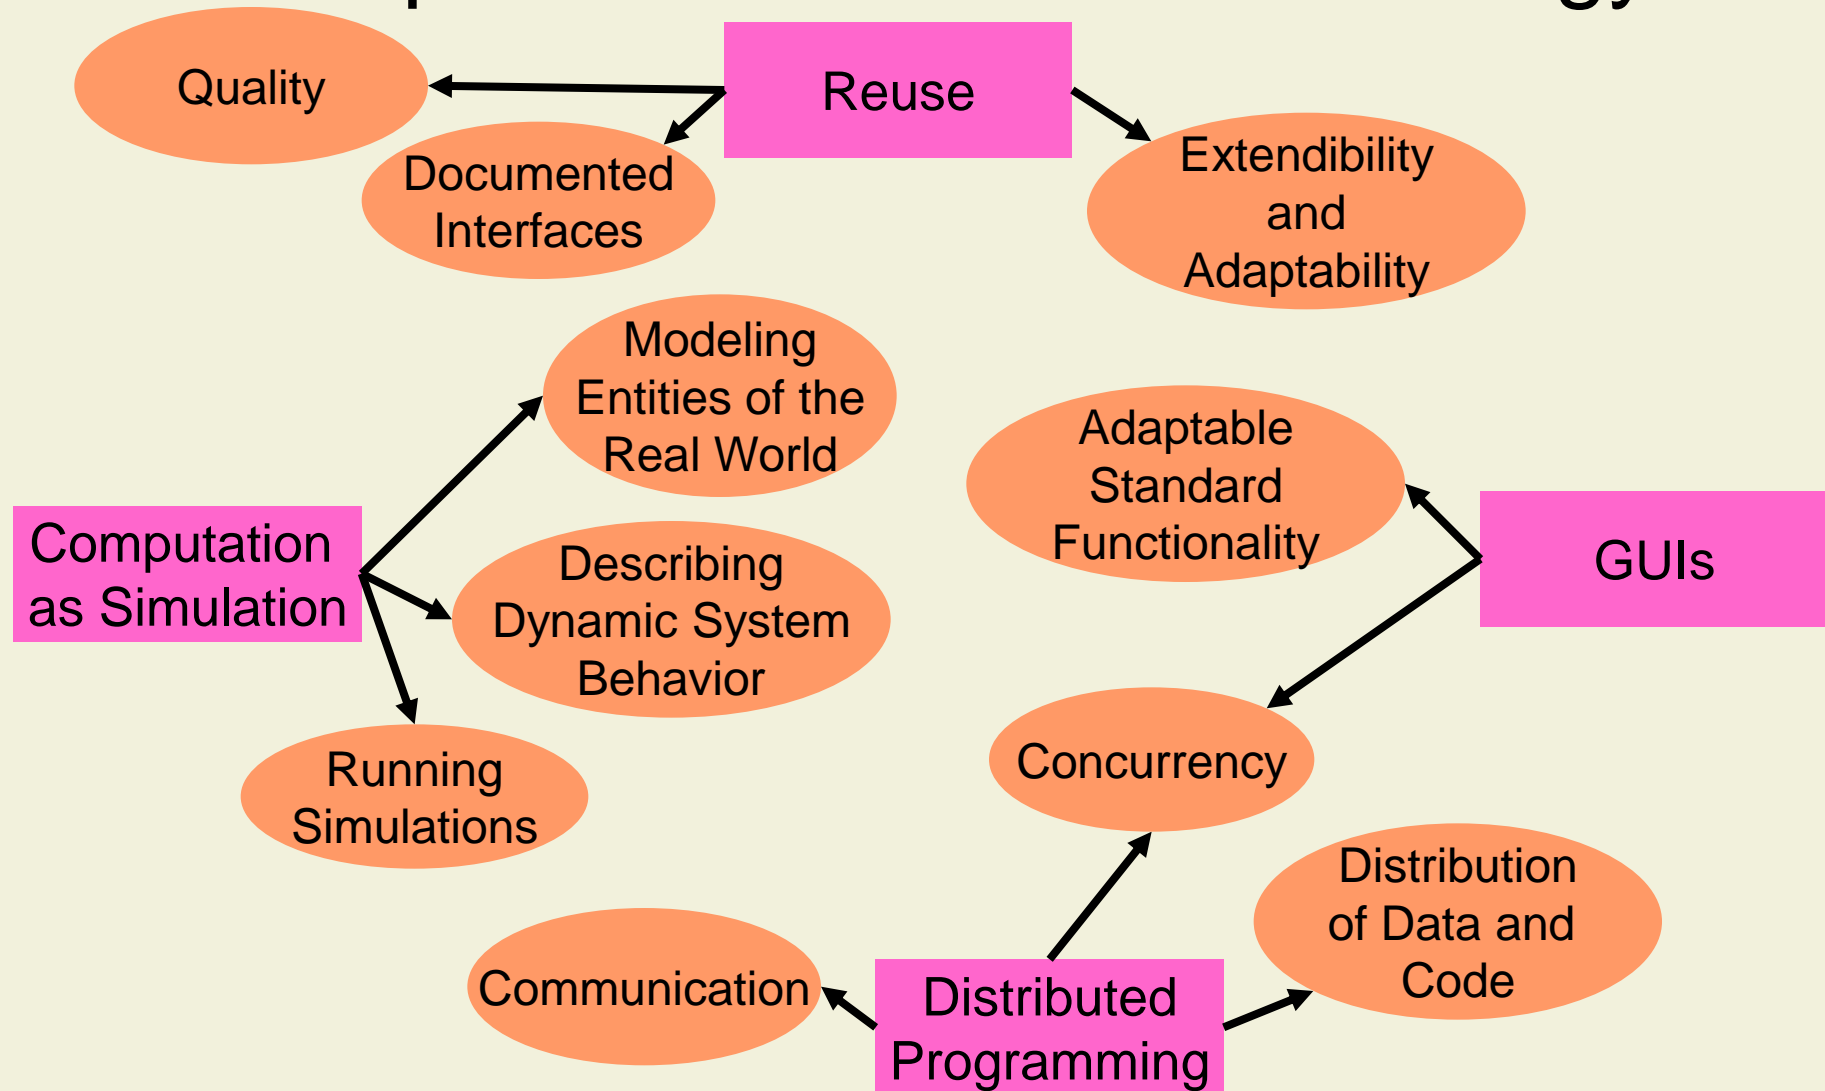 Quality
Reuse
Documented
Interfaces
Extendibility
and
Adaptability
Modeling
Entities of the
Real World
Adaptable
Standard
Functionality
Computation
as Simulation
Describing
Dynamic System
Behavior
GUIs
Running
Simulations
Concurrency
Distribution
of Data and
Code
Communication
Distributed
Programming